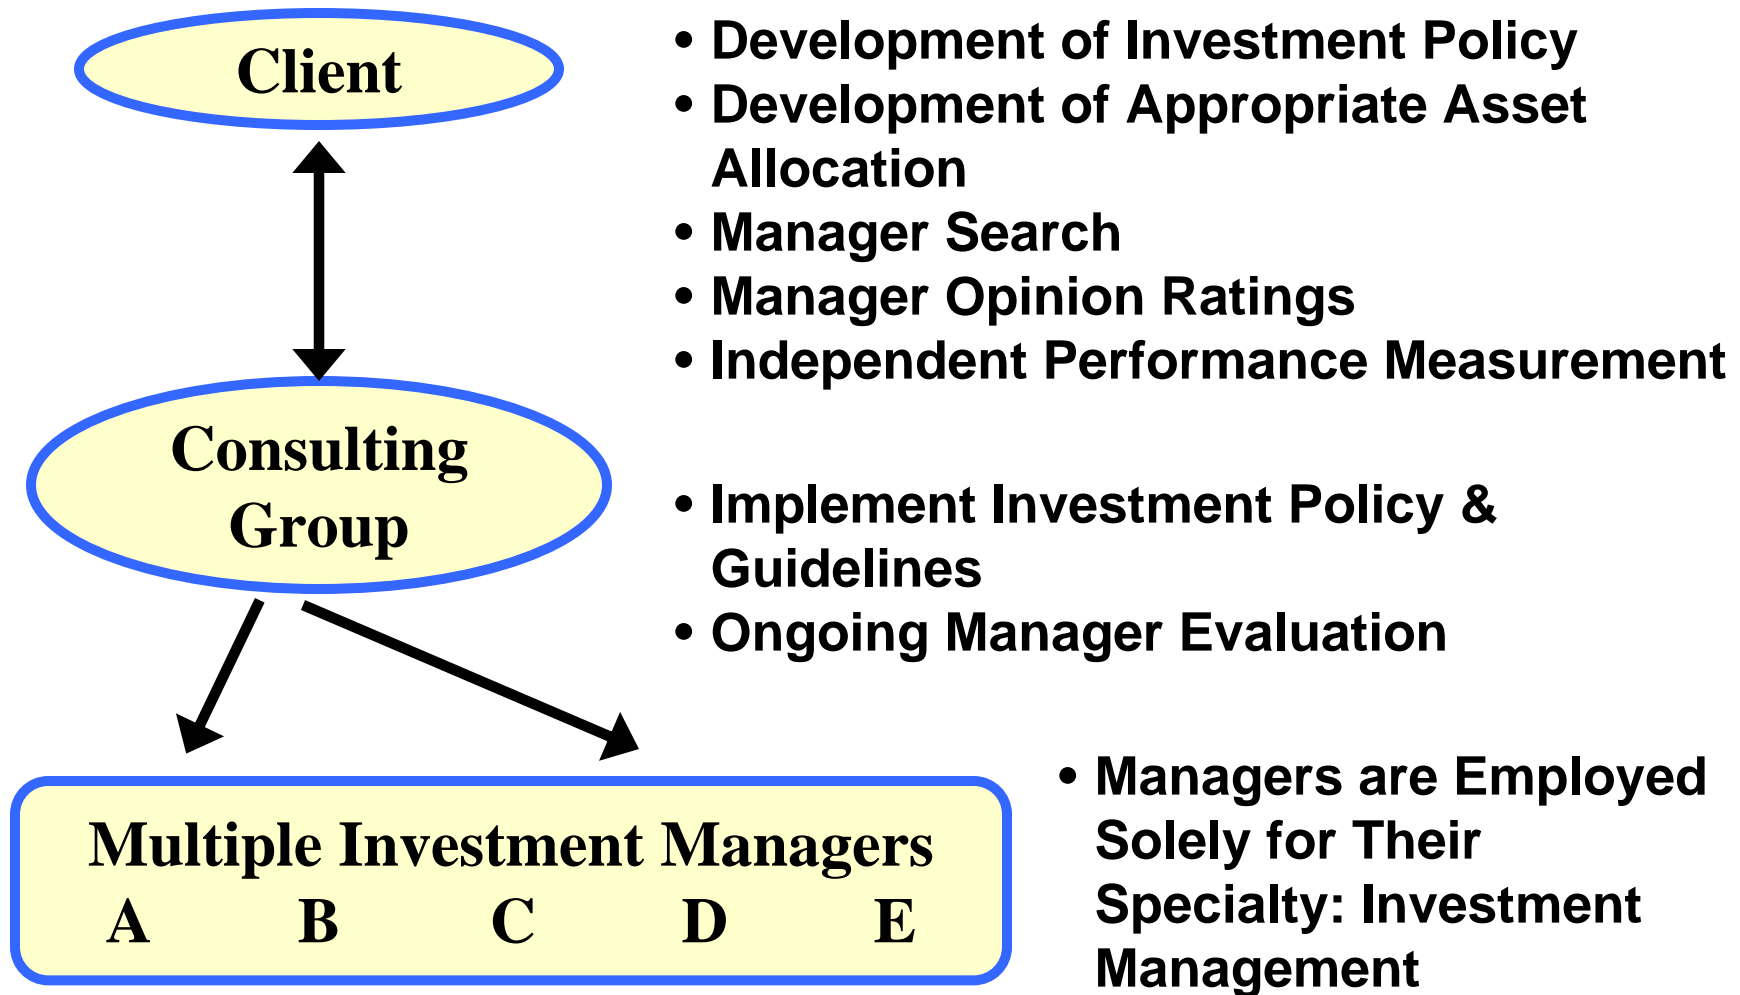 Client
• Development of Investment Policy
• Development of Appropriate Asset
Allocation
• Manager Search
• Manager Opinion Ratings
• Independent Performance Measurement
Consulting
Group
• Implement Investment Policy &
Guidelines
• Ongoing Manager Evaluation
Multiple Investment Managers
A B C D E
• Managers are Employed
Solely for Their
Specialty: Investment
Management